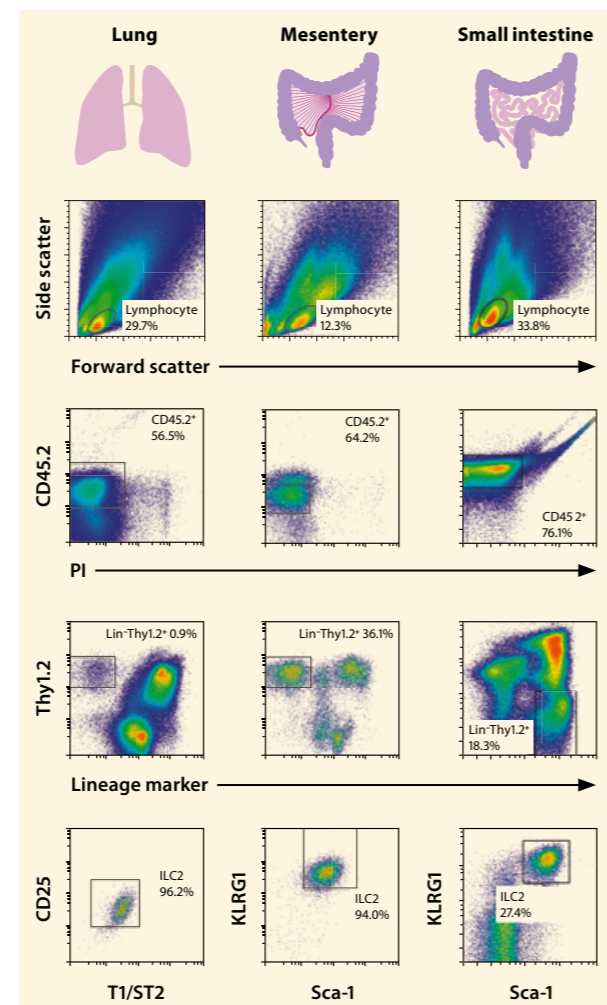 Lung Mesentery Small intestine
Side scatter
Lymphocyte
29.7%
Lymphocyte
12.3%
Lymphocyte
33.8%
Forward scatter
CD45.2
CD45.2⁺
56.5%
CD45.2⁺
64.2%
CD45 2⁺
76.1%
PI
Thy1.2
Lin⁻Thy1.2⁺ 0.9%
Lin⁻Thy1.2⁺ 36.1%
Lin⁻Thy1.2⁺
18.3%
Lineage marker
CD25
ILC2
96.2%
KLRG1
ILC2
94.0%
KLRG1
ILC2
27.4%
T1/ST2 Sca-1 Sca-1